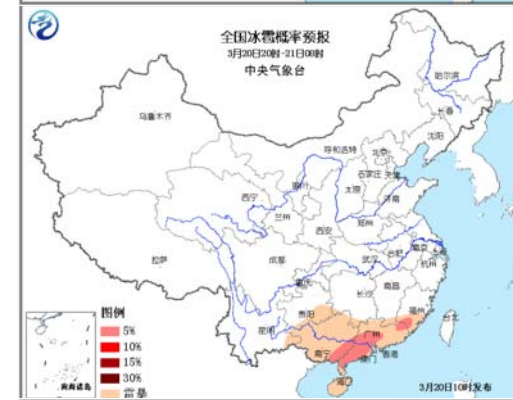 全国冰雹概率预报
3月20日20时-21日08时
中央气象台
哈尔滨
长春
乌鲁木齐
沈阳
呼和浩特
北京
天津
银川
石家庄
太原
济南
西宁
兰州
郑州
西安
拉萨
成都
武汉
合肥
南京
上海
杭州
重庆
长沙
南昌
贵阳
福州
台北
昆明
广州
南宁
香港
澳门
海口
图例
5%
10%
15%
30%
雷暴
南海诸岛
3月20日10时发布